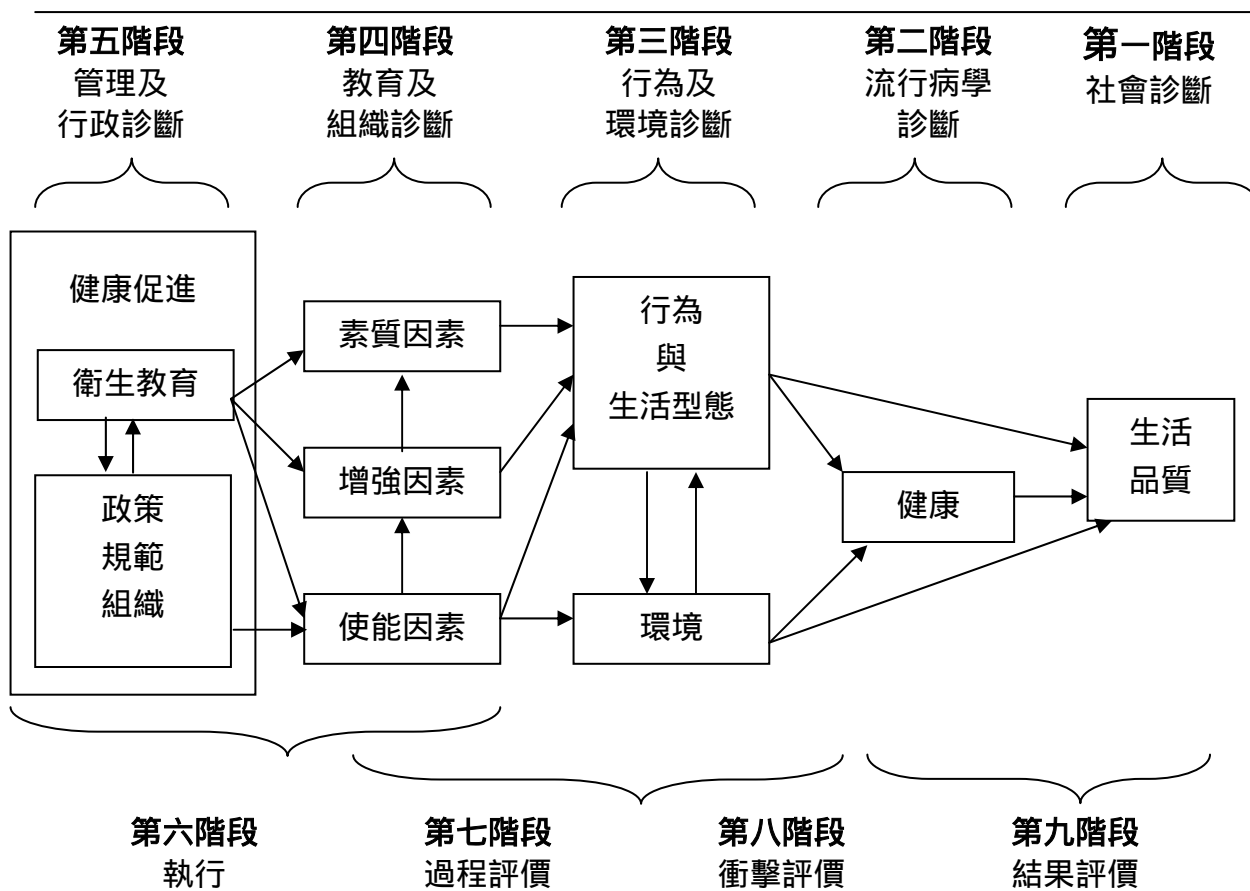 第五階段
管理及
行政診斷
第四階段
教育及
組織診斷
第三階段
行為及
環境診斷
第二階段
流行病學
診斷
第一階段
社會診斷
健康促進
衛生教育
政策
規範
組織
素質因素
增強因素
使能因素
行為
與
生活型態
環境
健康
生活
品質
第六階段
執行
第七階段
過程評價
第八階段
衝擊評價
第九階段
結果評價